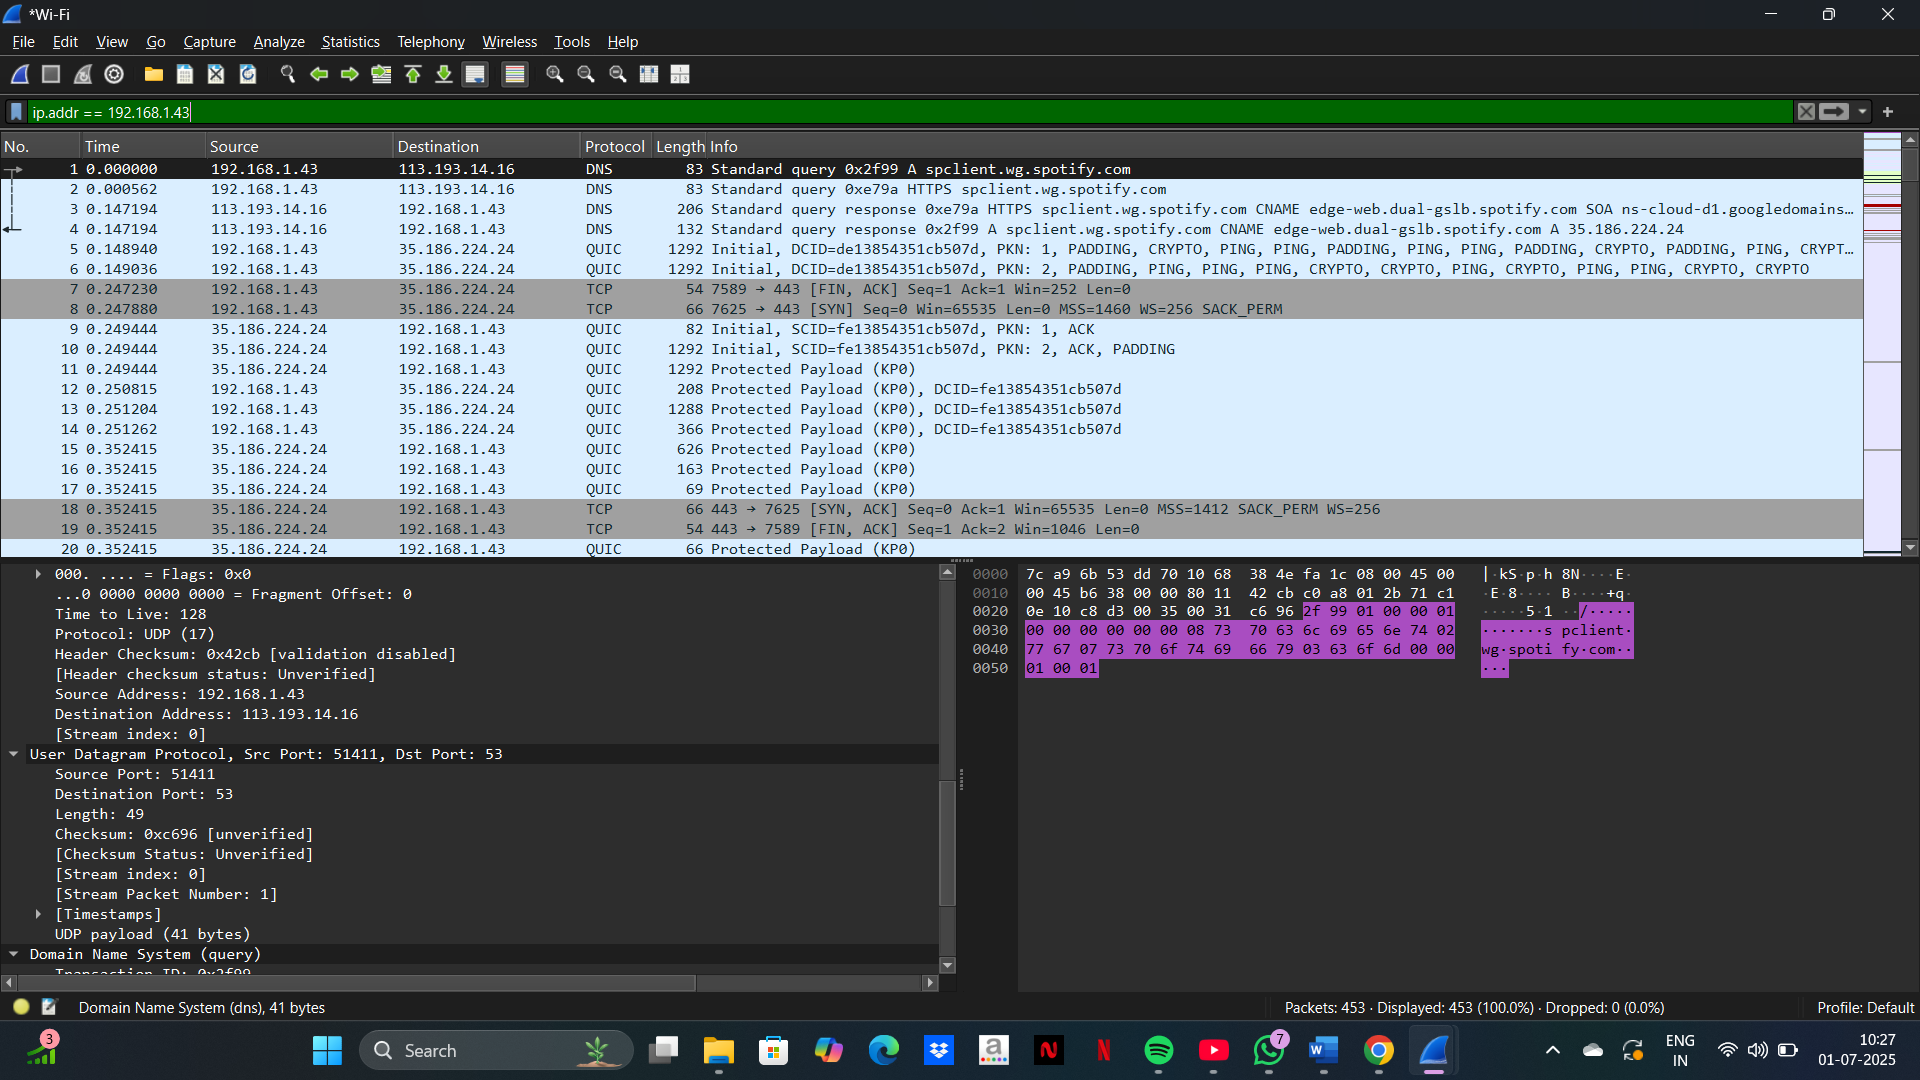 *Wi-Fi
File Edit View Go Capture Analyze Statistics Telephony Wireless Tools Help
ip.addr == 192.168.1.43
No. Time Source Destination Protocol Length Info
1 0.000000 192.168.1.43 113.193.14.16 DNS 83 Standard query 0x2f99 A spclient.wg.spotify.com
2 0.000562 192.168.1.43 113.193.14.16 DNS 83 Standard query 0xe79a HTTPS spclient.wg.spotify.com
3 0.147194 113.193.14.16 192.168.1.43 DNS 206 Standard query response 0xe79a HTTPS spclient.wg.spotify.com CNAME edge-web.dual-gslb.spotify.com SOA ns-cloud-d1.googledomains…
4 0.147194 113.193.14.16 192.168.1.43 DNS 132 Standard query response 0x2f99 A spclient.wg.spotify.com CNAME edge-web.dual-gslb.spotify.com A 35.186.224.24
5 0.148940 192.168.1.43 35.186.224.24 QUIC 1292 Initial, DCID=de13854351cb507d, PKN: 1, PADDING, CRYPTO, PING, PING, PADDING, PING, PING, PADDING, CRYPTO, PADDING, PING, CRYPT…
6 0.149036 192.168.1.43 35.186.224.24 QUIC 1292 Initial, DCID=de13854351cb507d, PKN: 2, PADDING, PING, PING, PING, CRYPTO, CRYPTO, PING, CRYPTO, PING, PING, CRYPTO, CRYPTO
7 0.247230 192.168.1.43 35.186.224.24 TCP 54 7589 → 443 [FIN, ACK] Seq=1 Ack=1 Win=252 Len=0
8 0.247880 192.168.1.43 35.186.224.24 TCP 66 7625 → 443 [SYN] Seq=0 Win=65535 Len=0 MSS=1460 WS=256 SACK_PERM
9 0.249444 35.186.224.24 192.168.1.43 QUIC 82 Initial, SCID=fe13854351cb507d, PKN: 1, ACK
10 0.249444 35.186.224.24 192.168.1.43 QUIC 1292 Initial, SCID=fe13854351cb507d, PKN: 2, ACK, PADDING
11 0.249444 35.186.224.24 192.168.1.43 QUIC 1292 Protected Payload (KP0)
12 0.250815 192.168.1.43 35.186.224.24 QUIC 208 Protected Payload (KP0), DCID=fe13854351cb507d
13 0.251204 192.168.1.43 35.186.224.24 QUIC 1288 Protected Payload (KP0), DCID=fe13854351cb507d
14 0.251262 192.168.1.43 35.186.224.24 QUIC 366 Protected Payload (KP0), DCID=fe13854351cb507d
15 0.352415 35.186.224.24 192.168.1.43 QUIC 626 Protected Payload (KP0)
16 0.352415 35.186.224.24 192.168.1.43 QUIC 163 Protected Payload (KP0)
17 0.352415 35.186.224.24 192.168.1.43 QUIC 69 Protected Payload (KP0)
18 0.352415 35.186.224.24 192.168.1.43 TCP 66 443 → 7625 [SYN, ACK] Seq=0 Ack=1 Win=65535 Len=0 MSS=1412 SACK_PERM WS=256
19 0.352415 35.186.224.24 192.168.1.43 TCP 54 443 → 7589 [FIN, ACK] Seq=1 Ack=2 Win=1046 Len=0
20 0.352415 35.186.224.24 192.168.1.43 QUIC 66 Protected Payload (KP0)
000. .... = Flags: 0x0
...0 0000 0000 0000 = Fragment Offset: 0
Time to Live: 128
Protocol: UDP (17)
Header Checksum: 0x42cb [validation disabled]
[Header checksum status: Unverified]
Source Address: 192.168.1.43
Destination Address: 113.193.14.16
[Stream index: 0]
User Datagram Protocol, Src Port: 51411, Dst Port: 53
Source Port: 51411
Destination Port: 53
Length: 49
Checksum: 0xc696 [unverified]
[Checksum Status: Unverified]
[Stream index: 0]
[Stream Packet Number: 1]
[Timestamps]
UDP payload (41 bytes)
Domain Name System (query)
Transaction ID: 0x2f99
0000 7c a9 6b 53 dd 70 10 68 38 4e fa 1c 08 00 45 00 |·kS·p·h 8N····E·
0010 00 45 b6 38 00 00 80 11 42 cb c0 a8 01 2b 71 c1 ·E·8···· B····+q·
0020 0e 10 c8 d3 00 35 00 31 c6 96 2f 99 01 00 00 01 ·····5·1 ··/·····
0030 00 00 00 00 00 00 08 73 70 63 6c 69 65 6e 74 02 ·······s pclient·
0040 77 67 07 73 70 6f 74 69 66 79 03 63 6f 6d 00 00 wg·spoti fy·com··
0050 01 00 01 ···
Domain Name System (dns), 41 bytes
Packets: 453 · Displayed: 453 (100.0%) · Dropped: 0 (0.0%)
Profile: Default
3
Search
a
N
N
7
W
ENG
IN
10:27
01-07-2025